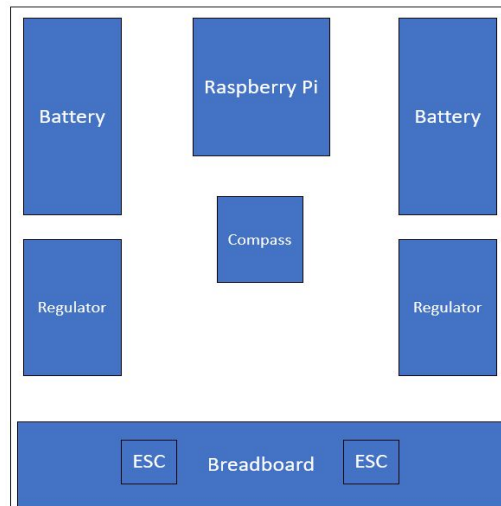 Battery
Raspberry Pi
Battery
Compass
Regulator
Regulator
ESC
Breadboard
ESC